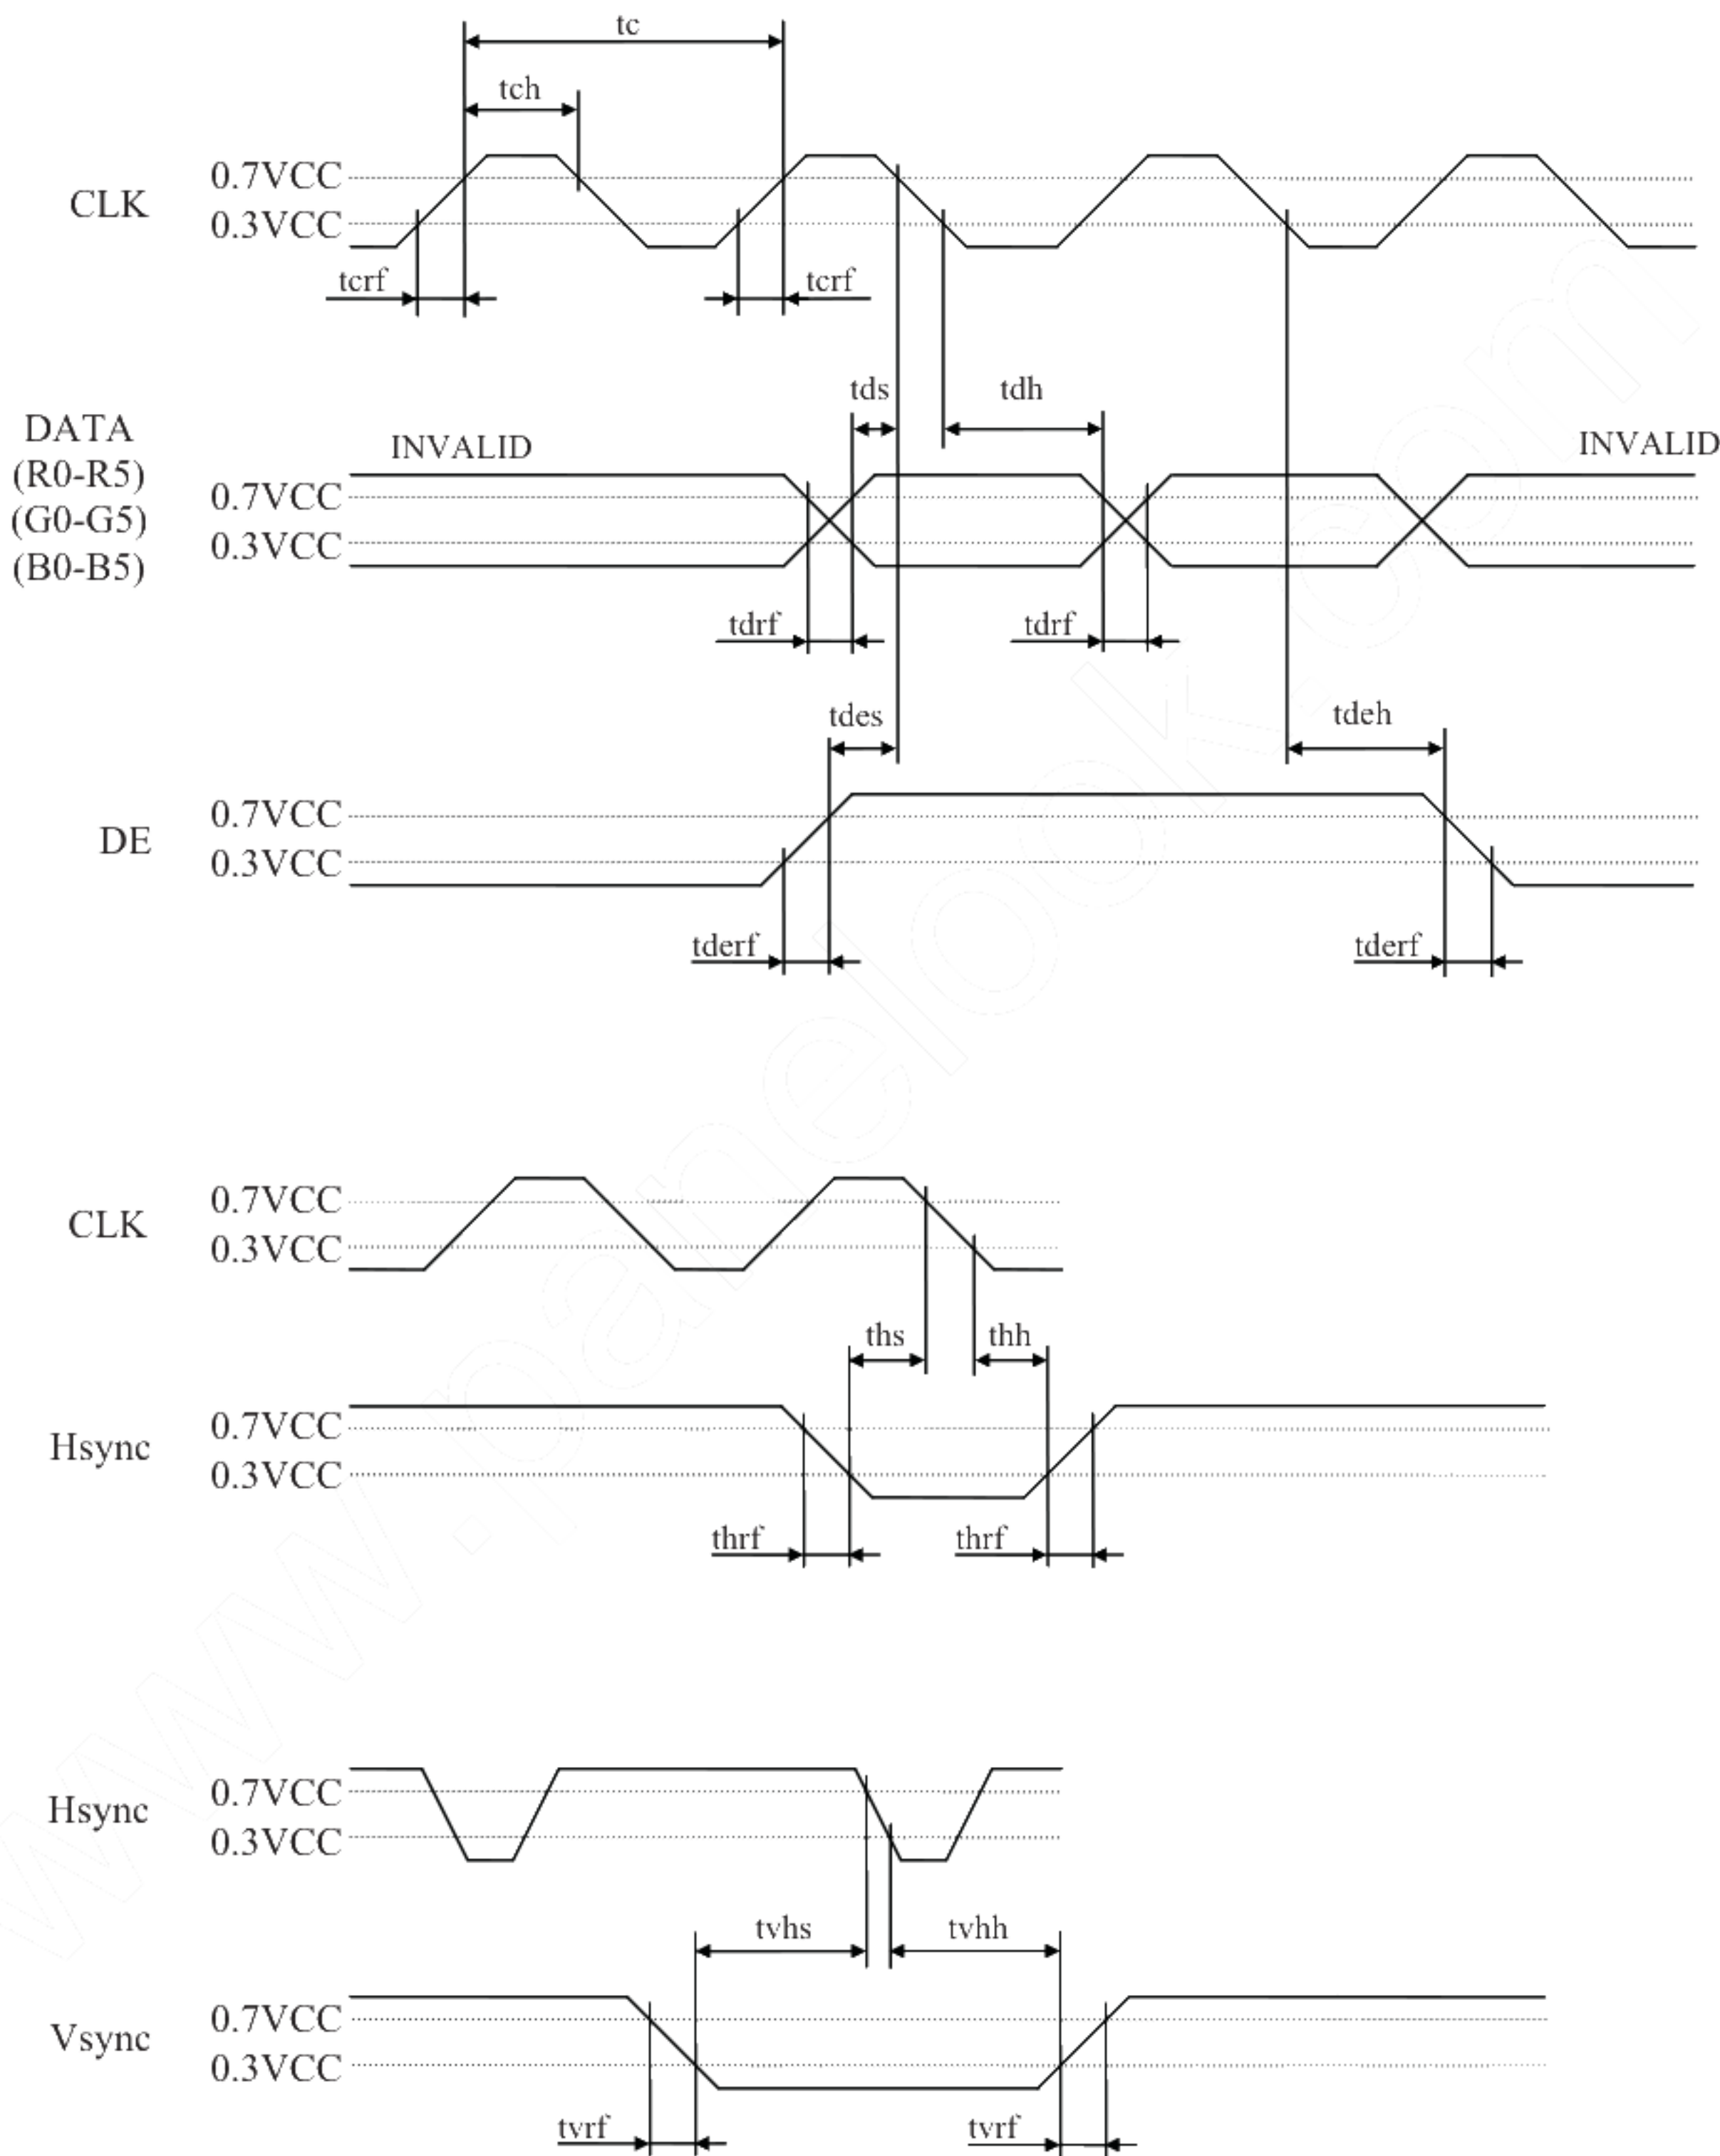 tc
tch
0.7VCC
CLK
0.3VCC
tcrf
tcrf
tds
tdh
DATA
INVALID
INVALID
(R0-R5)
0.7VCC
(G0-G5)
0.3VCC
(B0-B5)
tdrf
tdrf
tdes
tdeh
0.7VCC
DE
0.3VCC
tderf
tderf
0.7VCC
CLK
0.3VCC
ths
thh
0.7VCC
Hsync
0.3VCC
thrf
thrf
0.7VCC
Hsync
0.3VCC
tvhs
tvhh
0.7VCC
Vsync
0.3VCC
tvrf
tvrf
www.panelook.com